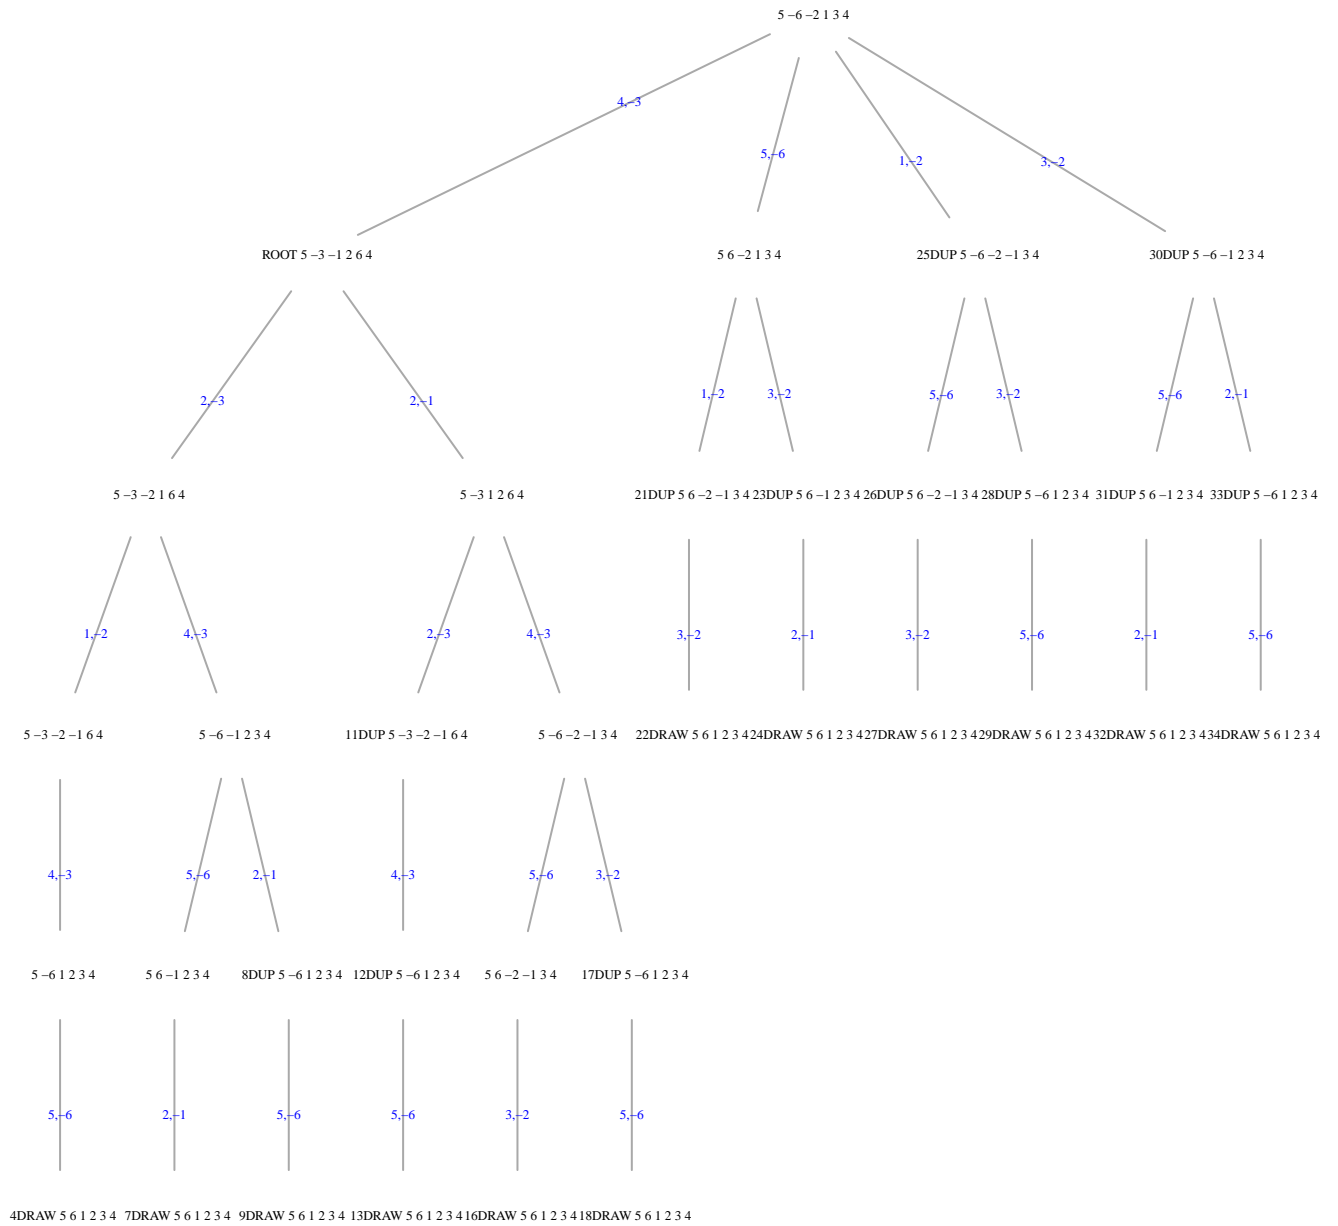 5 −6 −2 1 3 4
4,−3
5,−6
1,−2
3,−2
ROOT 5 −3 −1 2 6 4
5 6 −2 1 3 4
25DUP 5 −6 −2 −1 3 4
30DUP 5 −6 −1 2 3 4
2,−3
2,−1
1,−2
3,−2
5,−6
3,−2
5,−6
2,−1
5 −3 −2 1 6 4
5 −3 1 2 6 4
21DUP 5 6 −2 −1 3 4
23DUP 5 6 −1 2 3 4
26DUP 5 6 −2 −1 3 4
28DUP 5 −6 1 2 3 4
31DUP 5 6 −1 2 3 4
33DUP 5 −6 1 2 3 4
1,−2
4,−3
2,−3
4,−3
3,−2
2,−1
3,−2
5,−6
2,−1
5,−6
5 −3 −2 −1 6 4
5 −6 −1 2 3 4
11DUP 5 −3 −2 −1 6 4
5 −6 −2 −1 3 4
22DRAW 5 6 1 2 3 4
24DRAW 5 6 1 2 3 4
27DRAW 5 6 1 2 3 4
29DRAW 5 6 1 2 3 4
32DRAW 5 6 1 2 3 4
34DRAW 5 6 1 2 3 4
4,−3
5,−6
2,−1
4,−3
5,−6
3,−2
5 −6 1 2 3 4
5 6 −1 2 3 4
8DUP 5 −6 1 2 3 4
12DUP 5 −6 1 2 3 4
5 6 −2 −1 3 4
17DUP 5 −6 1 2 3 4
5,−6
2,−1
5,−6
5,−6
3,−2
5,−6
4DRAW 5 6 1 2 3 4
7DRAW 5 6 1 2 3 4
9DRAW 5 6 1 2 3 4
13DRAW 5 6 1 2 3 4
16DRAW 5 6 1 2 3 4
18DRAW 5 6 1 2 3 4